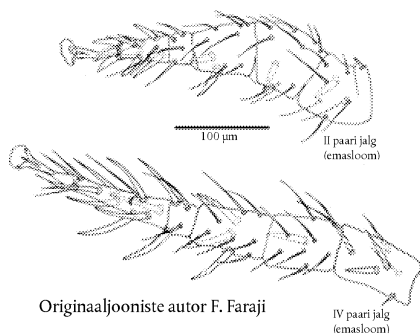 100 µm
II paari jalg
(emasloom)
Originaaljooniste autor F. Faraji
IV paari jalg
(emasloom)